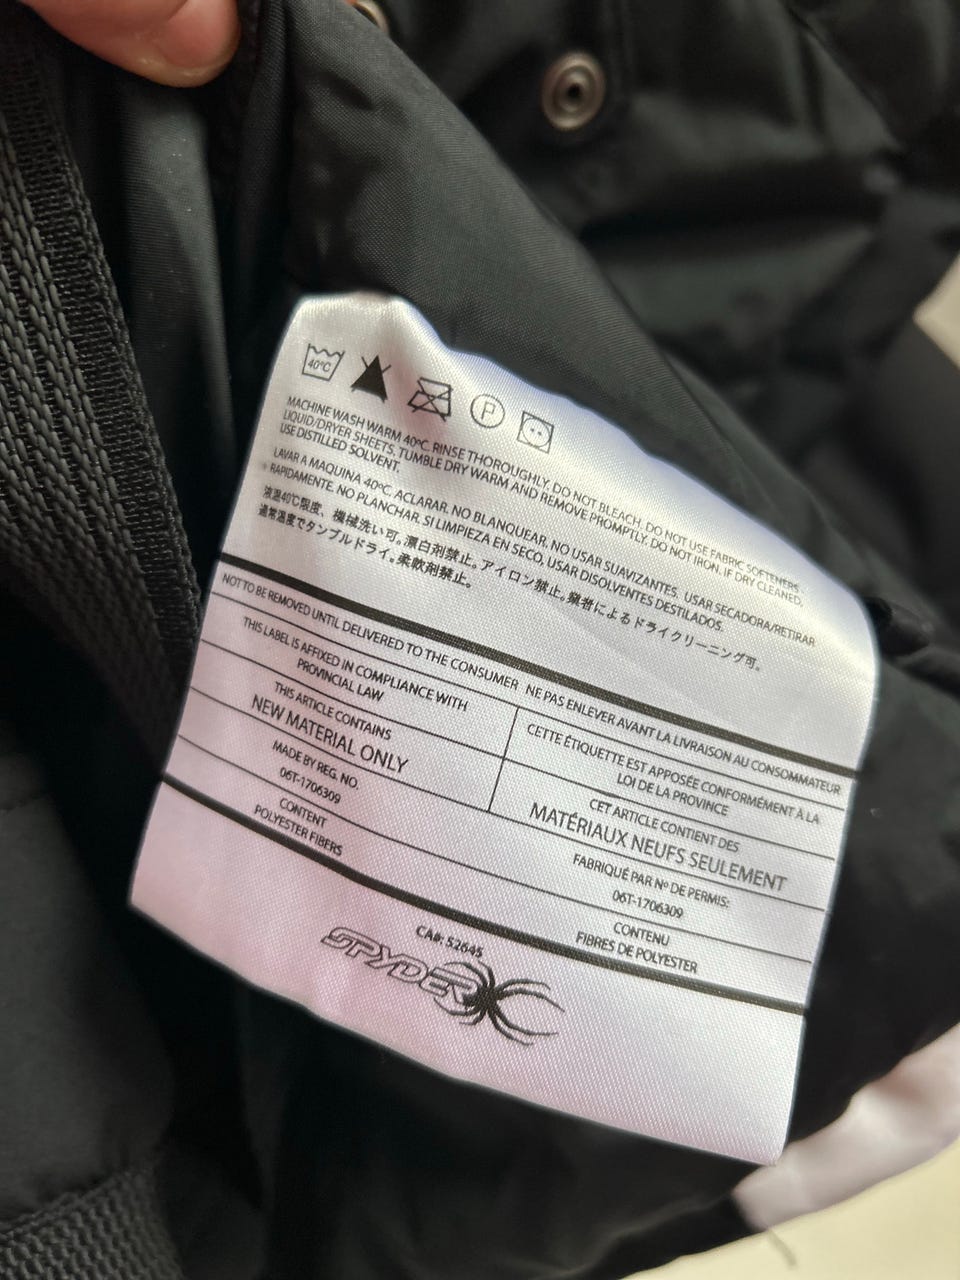 40°C P
MACHINE WASH WARM 40ºC. RINSE THOROUGHLY. DO NOT BLEACH. DO NOT USE FABRIC SOFTENERS-
LIQUID/DRYER SHEETS. TUMBLE DRY WARM AND REMOVE PROMPTLY. DO NOT IRON. IF DRY CLEANED,
USE DISTILLED SOLVENT.
LAVAR A MAQUINA 40ºC. ACLARAR. NO BLANQUEAR. NO USAR SUAVIZANTES. USAR SECADORA/RETIRAR
RAPIDAMENTE. NO PLANCHAR. SI LIMPIEZA EN SECO, USAR DISOLVENTES DESTILADOS.
液温40℃限度、機械洗い可。漂白剤禁止。アイロン禁止。業者によるドライクリーニング可。
通常温度でタンブルドライ。柔軟剤禁止。
NOT TO BE REMOVED UNTIL DELIVERED TO THE CONSUMER NE PAS ENLEVER AVANT LA LIVRAISON AU CONSOMMATEUR
THIS LABEL IS AFFIXED IN COMPLIANCE WITH
PROVINCIAL LAW
CETTE ÉTIQUETTE EST APPOSÉE CONFORMÉMENT À LA
LOI DE LA PROVINCE
THIS ARTICLE CONTAINS
NEW MATERIAL ONLY
CET ARTICLE CONTIENT DES
MATÉRIAUX NEUFS SEULEMENT
MADE BY REG. NO.
06T-1706309
FABRIQUÉ PAR Nº DE PERMIS:
06T-1706309
CONTENT
POLYESTER FIBERS
CONTENU
FIBRES DE POLYESTER
CA#: 52645
SPYDER